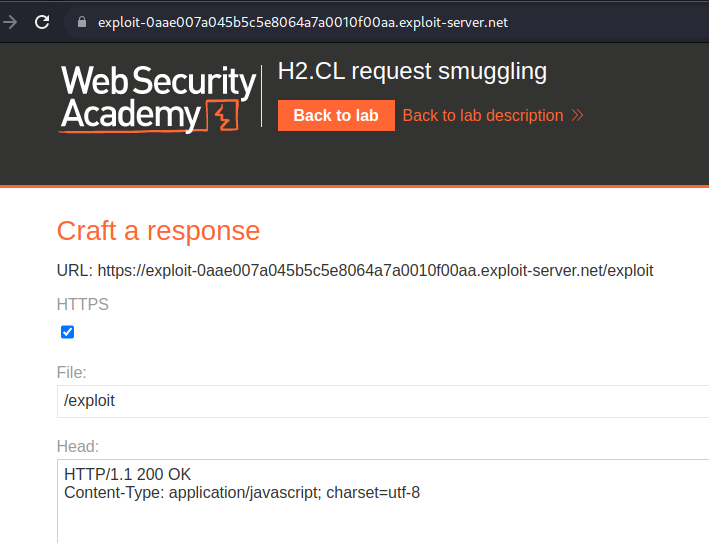 exploit-0aae007a045b5c5e8064a7a0010f00aa.exploit-server.net
WebSecurity
Academy
H2.CL request smuggling
Back to lab
Back to lab description
Craft a response
URL: https://exploit-0aae007a045b5c5e8064a7a0010f00aa.exploit-server.net/exploit
HTTPS
File:
/exploit
Head:
HTTP/1.1 200 OK
Content-Type: application/javascript; charset=utf-8